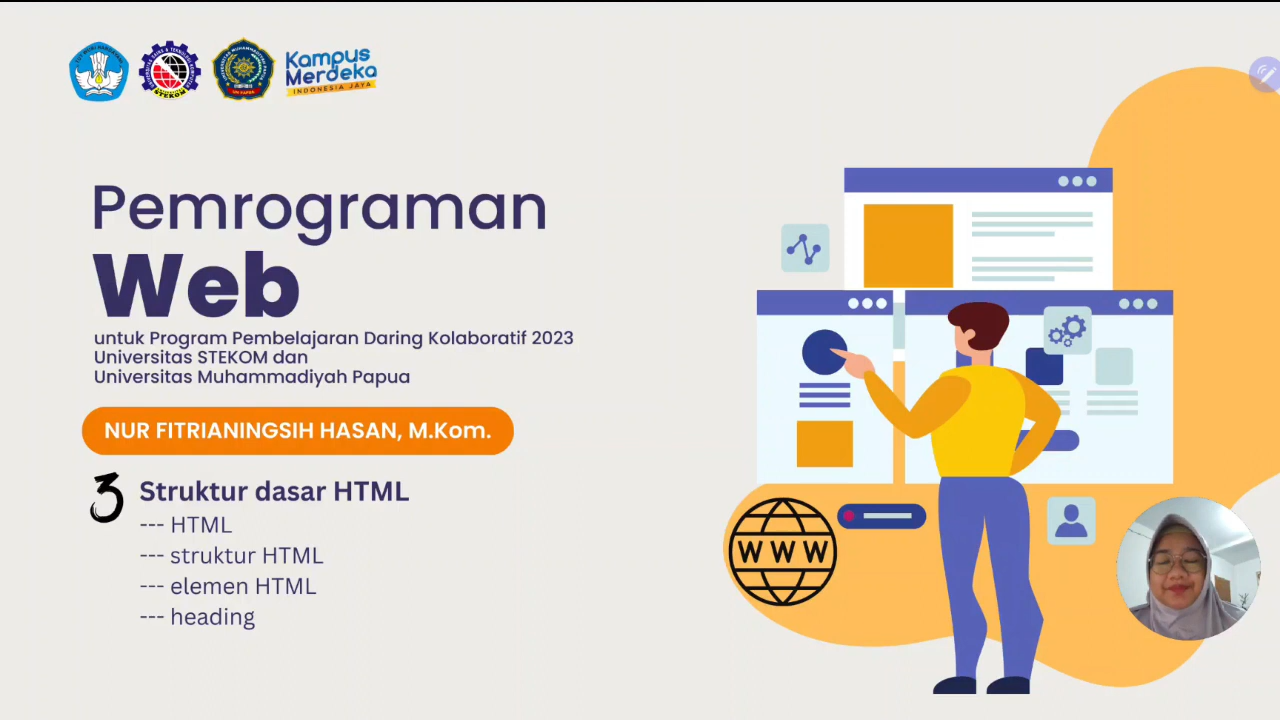 Kampus
Merdeka
INDONESIA JAYA
STEKOM
Pemrograman
Web
untuk Program Pembelajaran Daring Kolaboratif 2023
Universitas STEKOM dan
Universitas Muhammadiyah Papua
NUR FITRIANINGSIH HASAN, M.Kom.
3 Struktur dasar HTML
--- HTML
--- struktur HTML
--- elemen HTML
--- heading
WWW